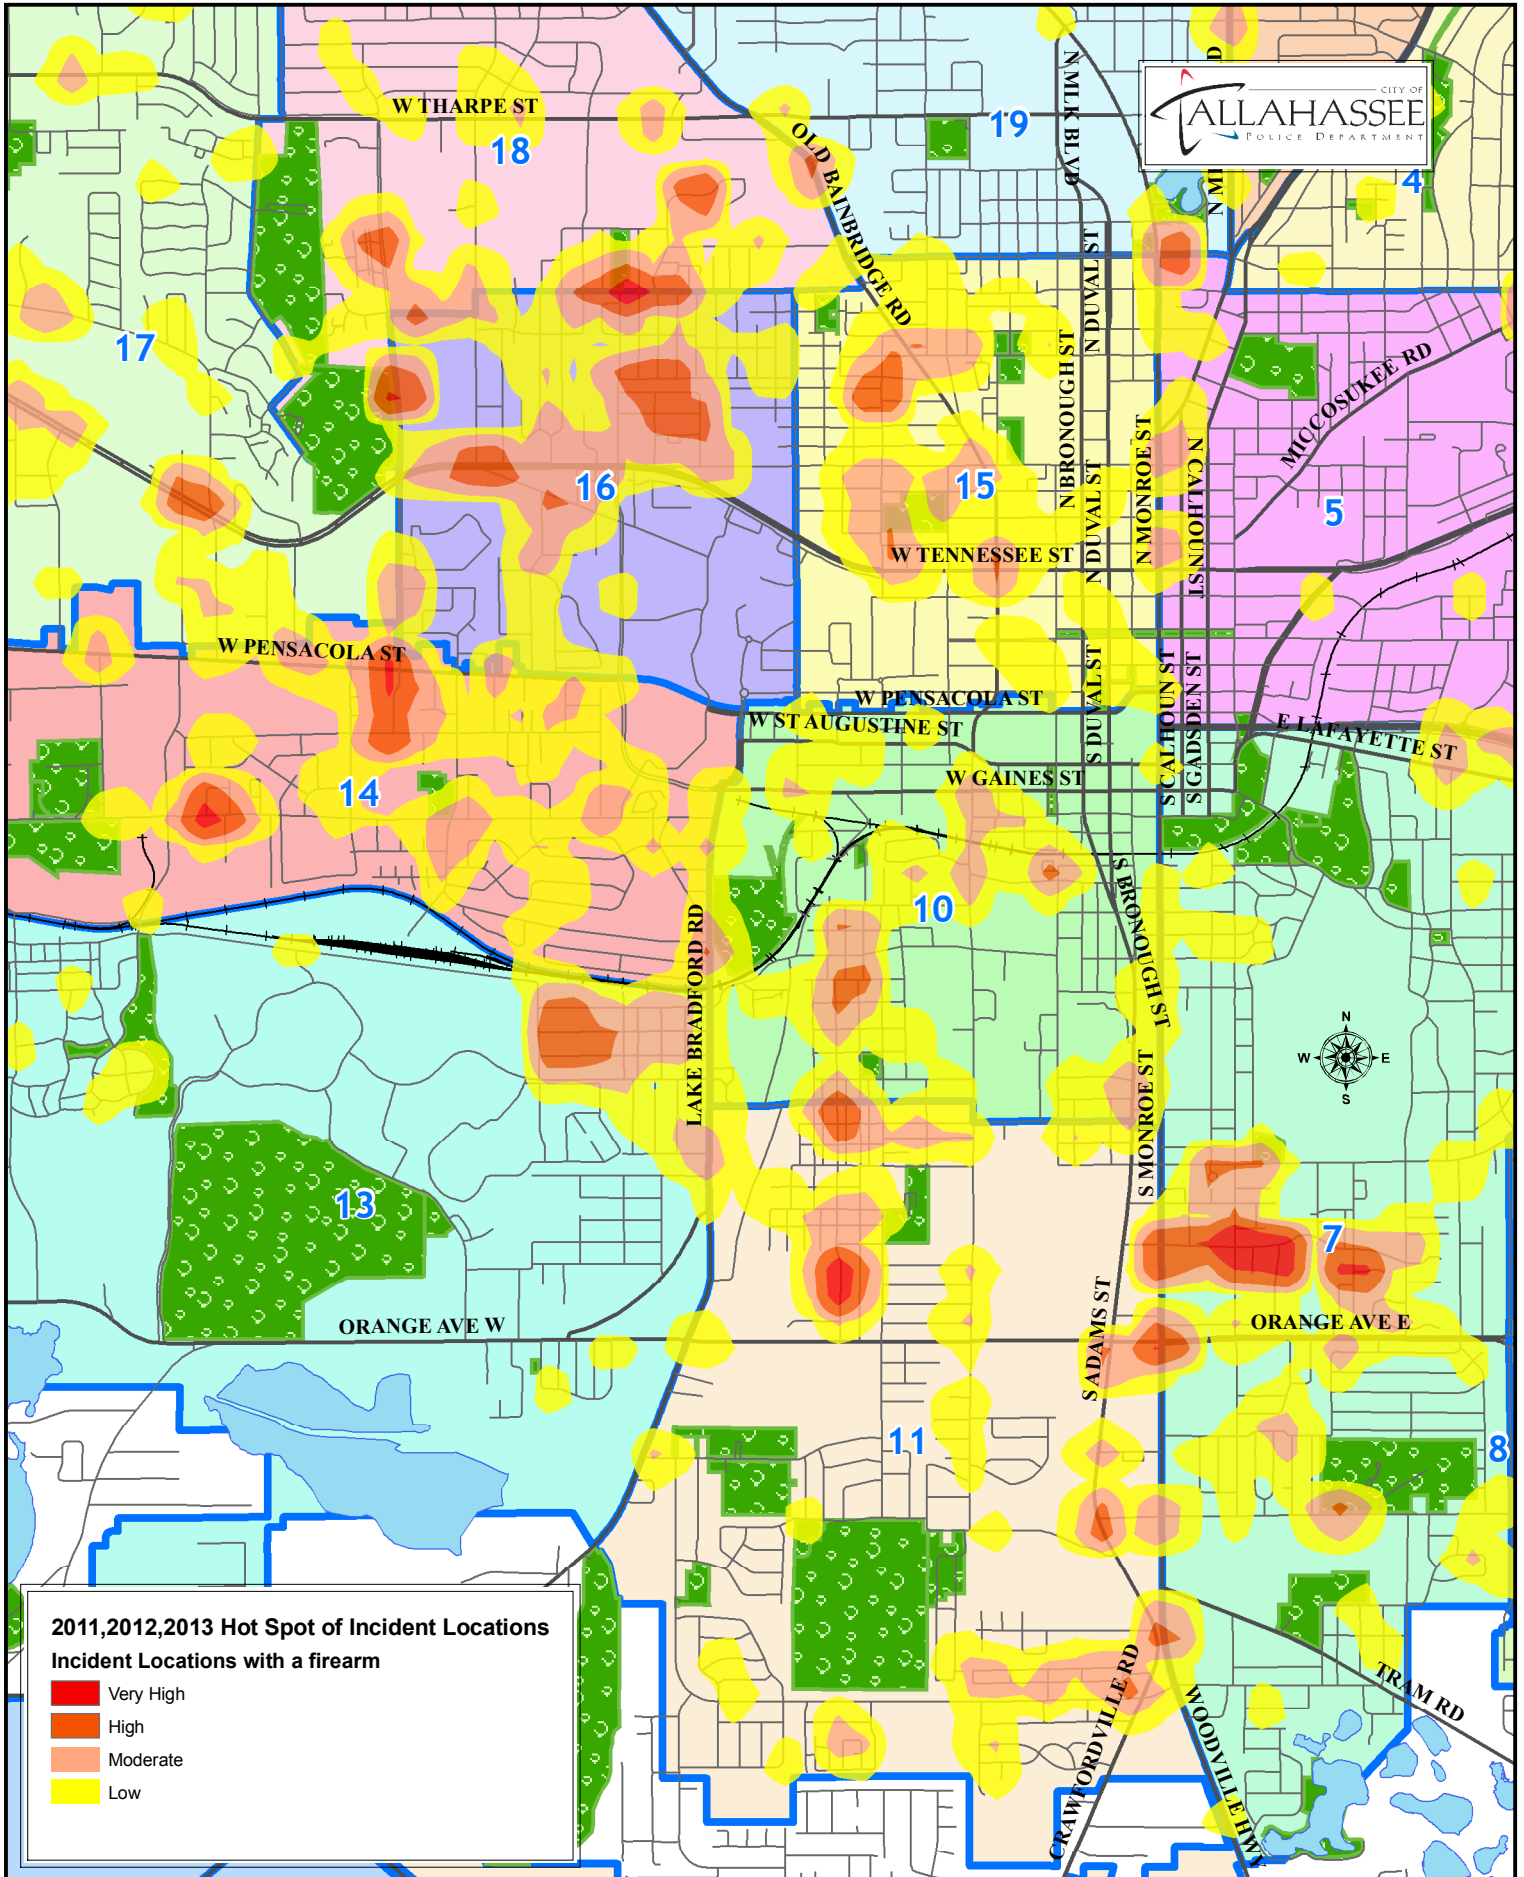 W THARPE ST
18
OLD BAINBRIDGE RD
19
N MLK BLVD
CITY OF
TALLAHASSEE
POLICE DEPARTMENT
4
N DUVAL ST
17
N BRONOUGH ST
MICCOSUKEE RD
N MONROE ST
N CALHOUN ST
16
15
N DUVAL ST
5
W TENNESSEE ST
W PENSACOLA ST
W PENSACOLA ST
W ST AUGUSTINE ST
S DUVAL ST
S CALHOUN ST
S GADSDEN ST
E LAFAYETTE ST
W GAINES ST
14
10
S BRONOUGH ST
LAKE BRADFORD RD
N
W E
S
S MONROE ST
13
7
ORANGE AVE W
ORANGE AVE E
S ADAMS ST
11
8
2011,2012,2013 Hot Spot of Incident Locations
Incident Locations with a firearm
Very High
High
Moderate
Low
CRAWFORDVILLE RD
WOODVILLE HWY
TRAM RD